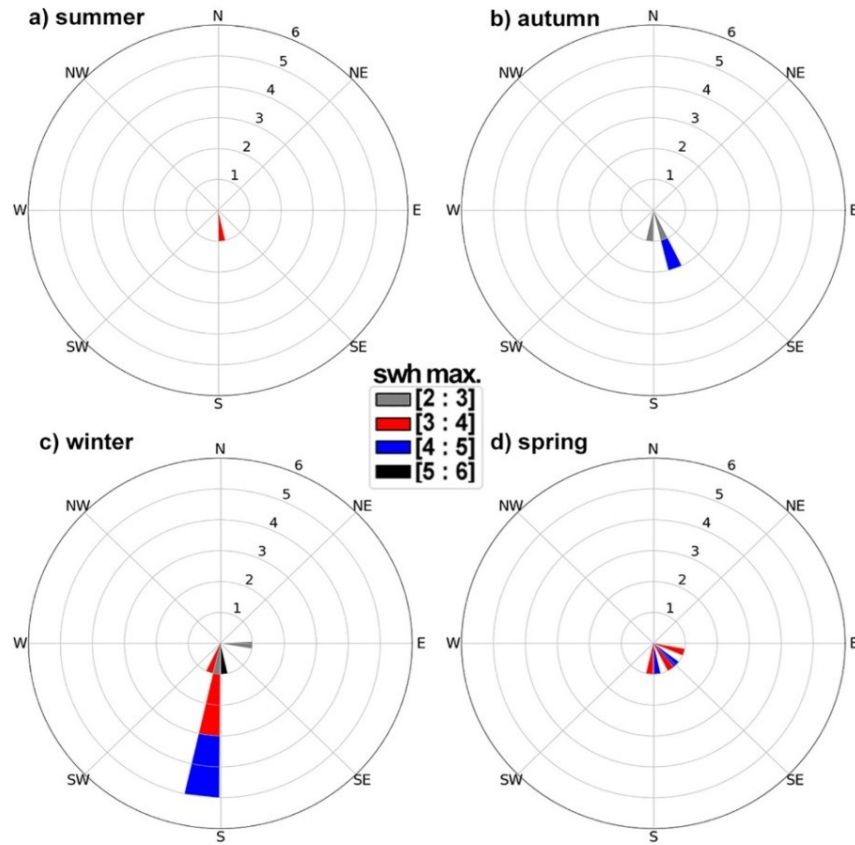 a) summer
N
6
5
4
3
2
1
NW
NE
W
E
SW
SE
S
b) autumn
N
6
5
4
3
2
1
NW
NE
W
E
SW
SE
S
swh max.
[2 : 3]
[3 : 4]
[4 : 5]
[5 : 6]
c) winter
N
6
5
4
3
2
1
NW
NE
W
E
SW
SE
S
d) spring
N
6
5
4
3
2
1
NW
NE
W
E
SW
SE
S